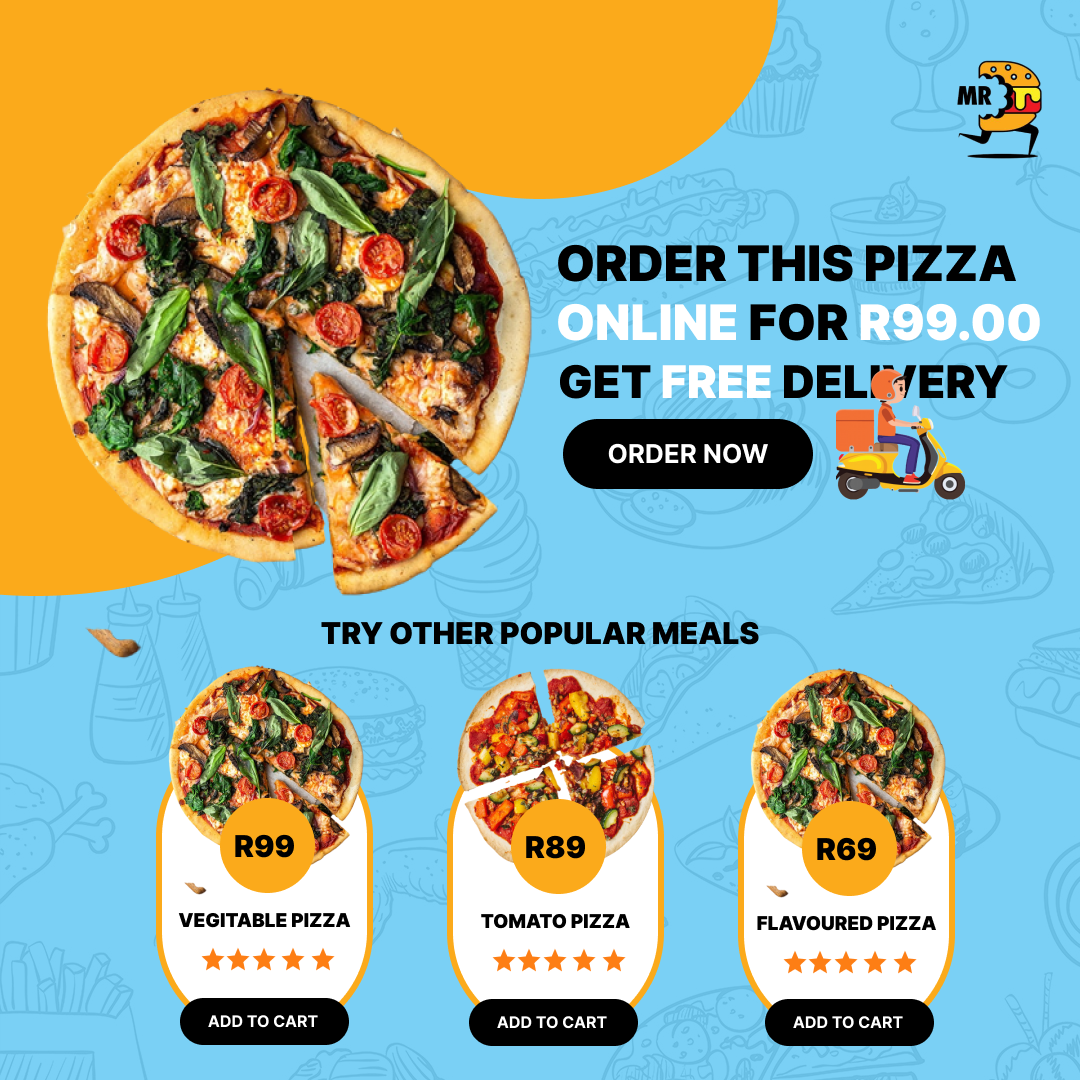 MR D
ORDER THIS PIZZA
ONLINE FOR R99.00
GET FREE DELIVERY
ORDER NOW
TRY OTHER POPULAR MEALS
R99
R89
R69
VEGITABLE PIZZA
TOMATO PIZZA
FLAVOURED PIZZA
ADD TO CART
ADD TO CART
ADD TO CART